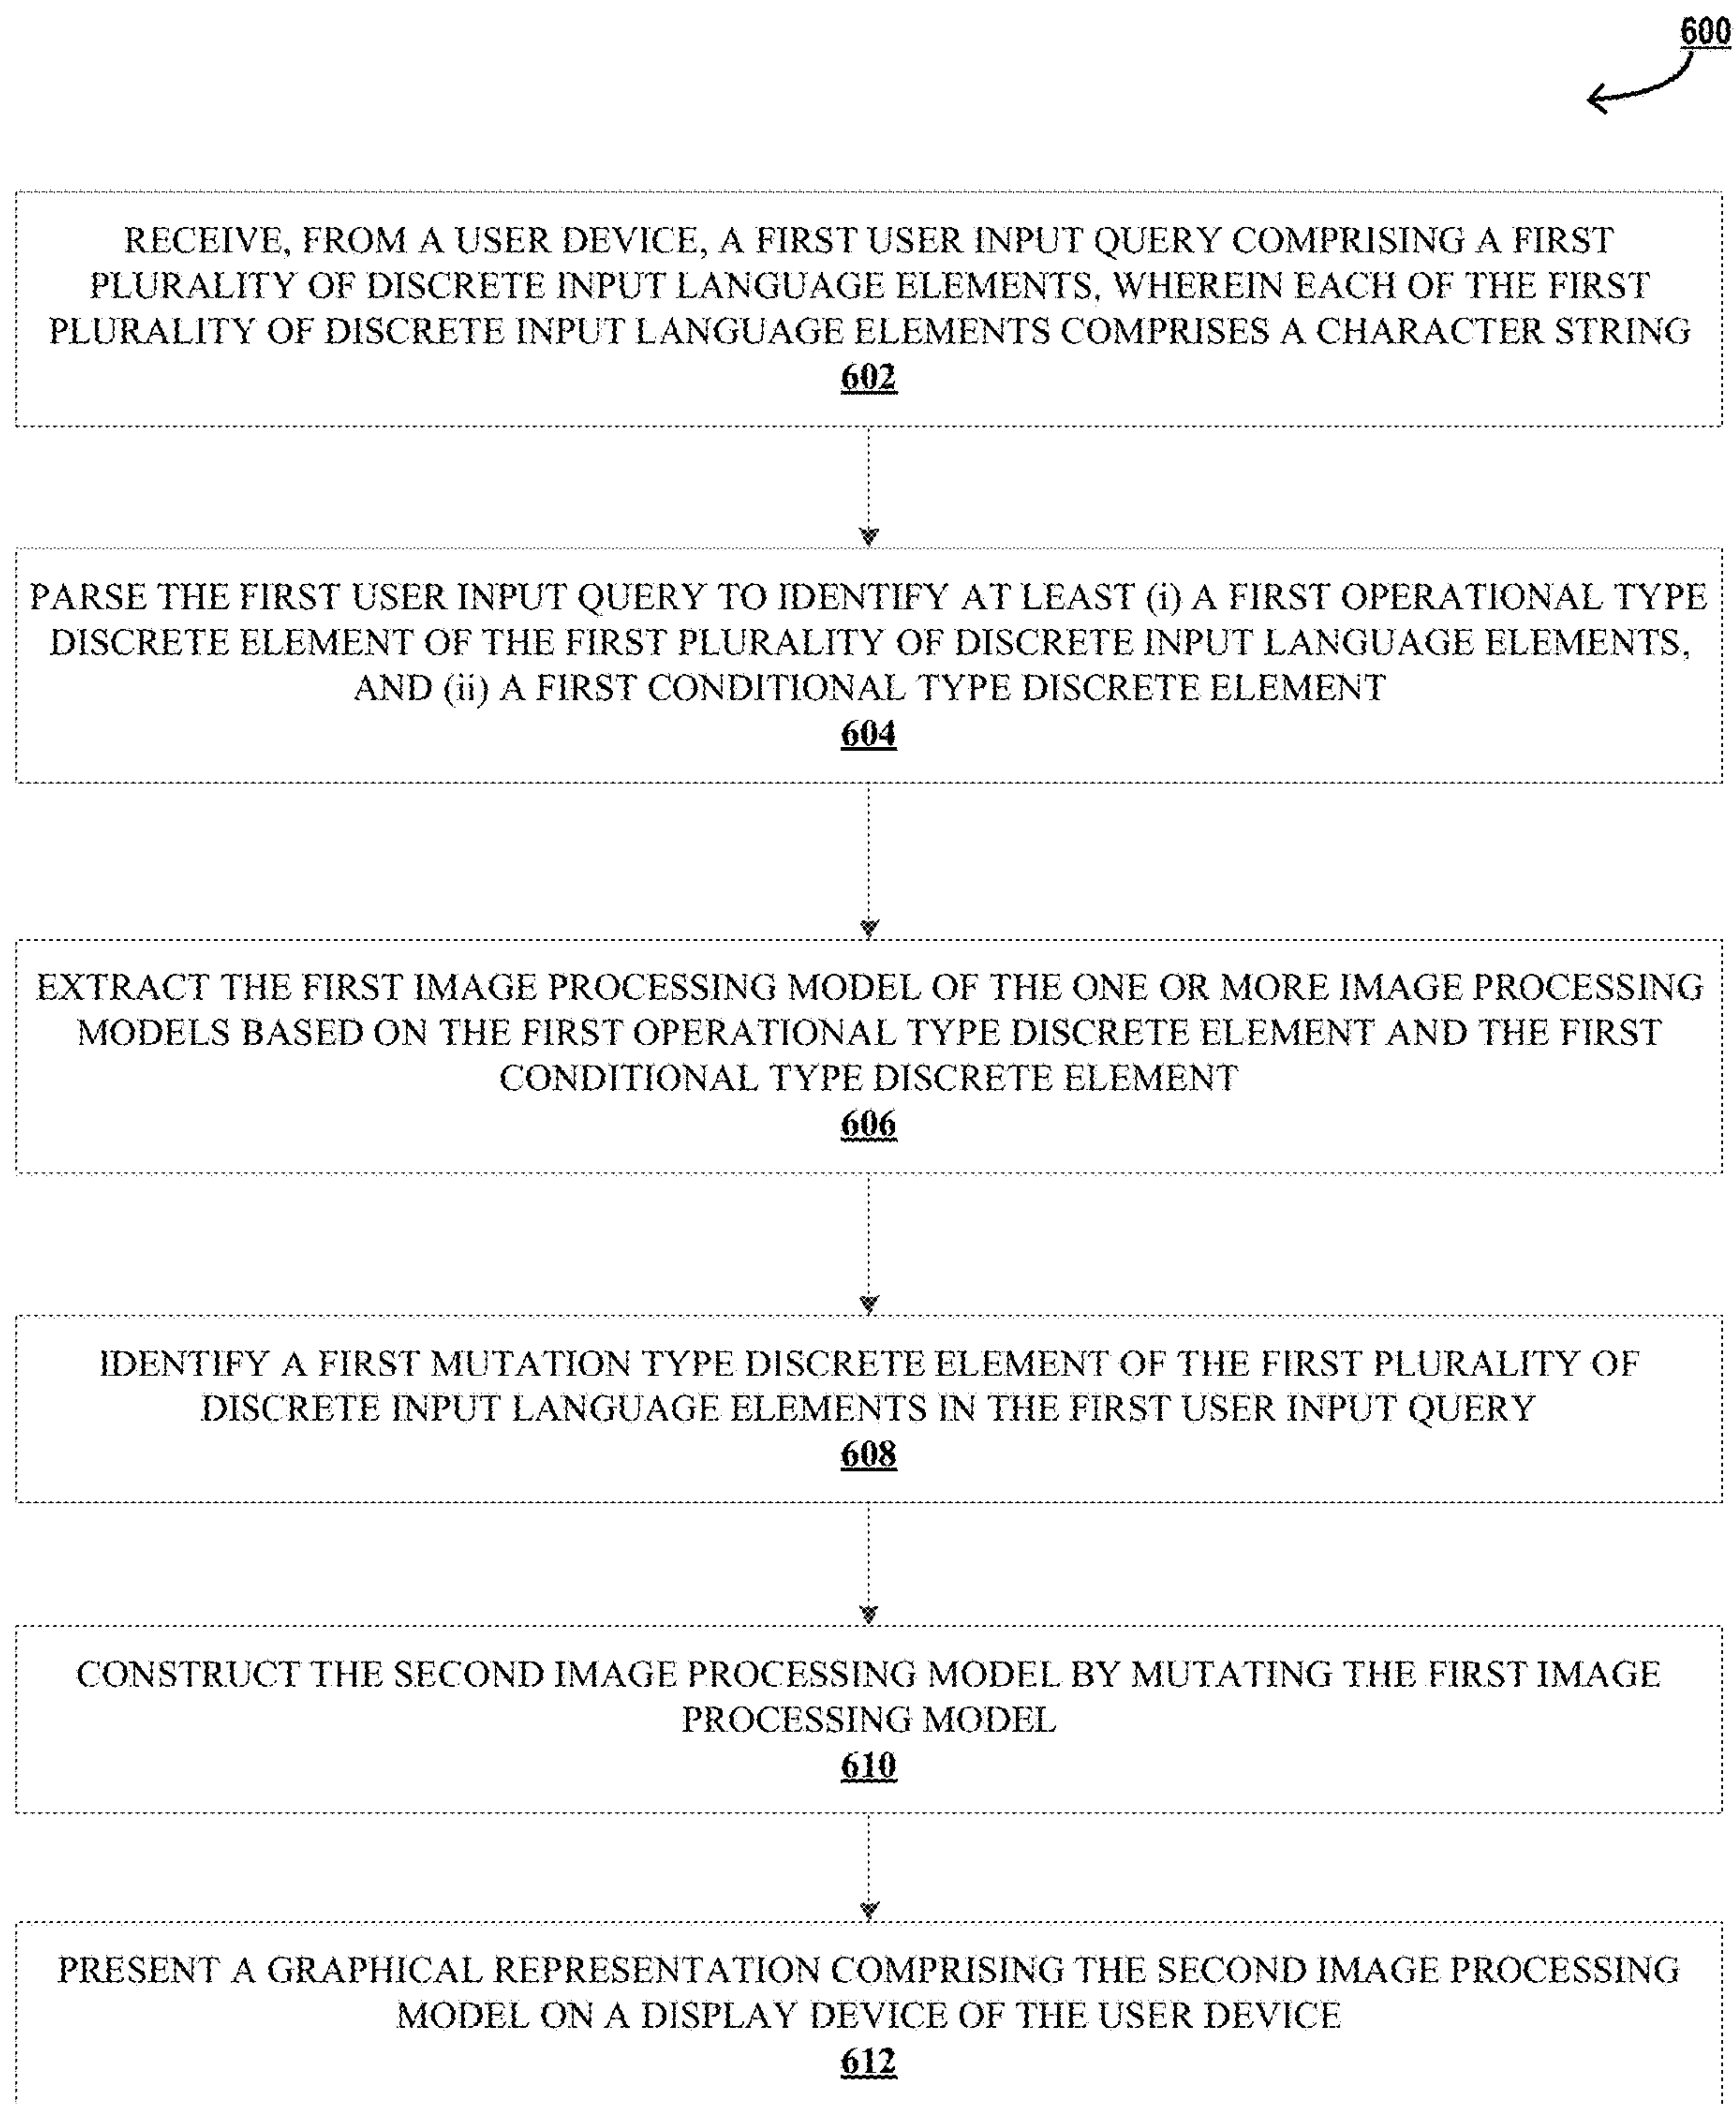 600
RECEIVE, FROM A USER DEVICE, A FIRST USER INPUT QUERY COMPRISING A FIRST
PLURALITY OF DISCRETE INPUT LANGUAGE ELEMENTS, WHEREIN EACH OF THE FIRST
PLURALITY OF DISCRETE INPUT LANGUAGE ELEMENTS COMPRISES A CHARACTER STRING
602
PARSE THE FIRST USER INPUT QUERY TO IDENTIFY AT LEAST (i) A FIRST OPERATIONAL TYPE
DISCRETE ELEMENT OF THE FIRST PLURALITY OF DISCRETE INPUT LANGUAGE ELEMENTS,
AND (ii) A FIRST CONDITIONAL TYPE DISCRETE ELEMENT
604
EXTRACT THE FIRST IMAGE PROCESSING MODEL OF THE ONE OR MORE IMAGE PROCESSING
MODELS BASED ON THE FIRST OPERATIONAL TYPE DISCRETE ELEMENT AND THE FIRST
CONDITIONAL TYPE DISCRETE ELEMENT
606
IDENTIFY A FIRST MUTATION TYPE DISCRETE ELEMENT OF THE FIRST PLURALITY OF
DISCRETE INPUT LANGUAGE ELEMENTS IN THE FIRST USER INPUT QUERY
608
CONSTRUCT THE SECOND IMAGE PROCESSING MODEL BY MUTATING THE FIRST IMAGE
PROCESSING MODEL
610
PRESENT A GRAPHICAL REPRESENTATION COMPRISING THE SECOND IMAGE PROCESSING
MODEL ON A DISPLAY DEVICE OF THE USER DEVICE
612